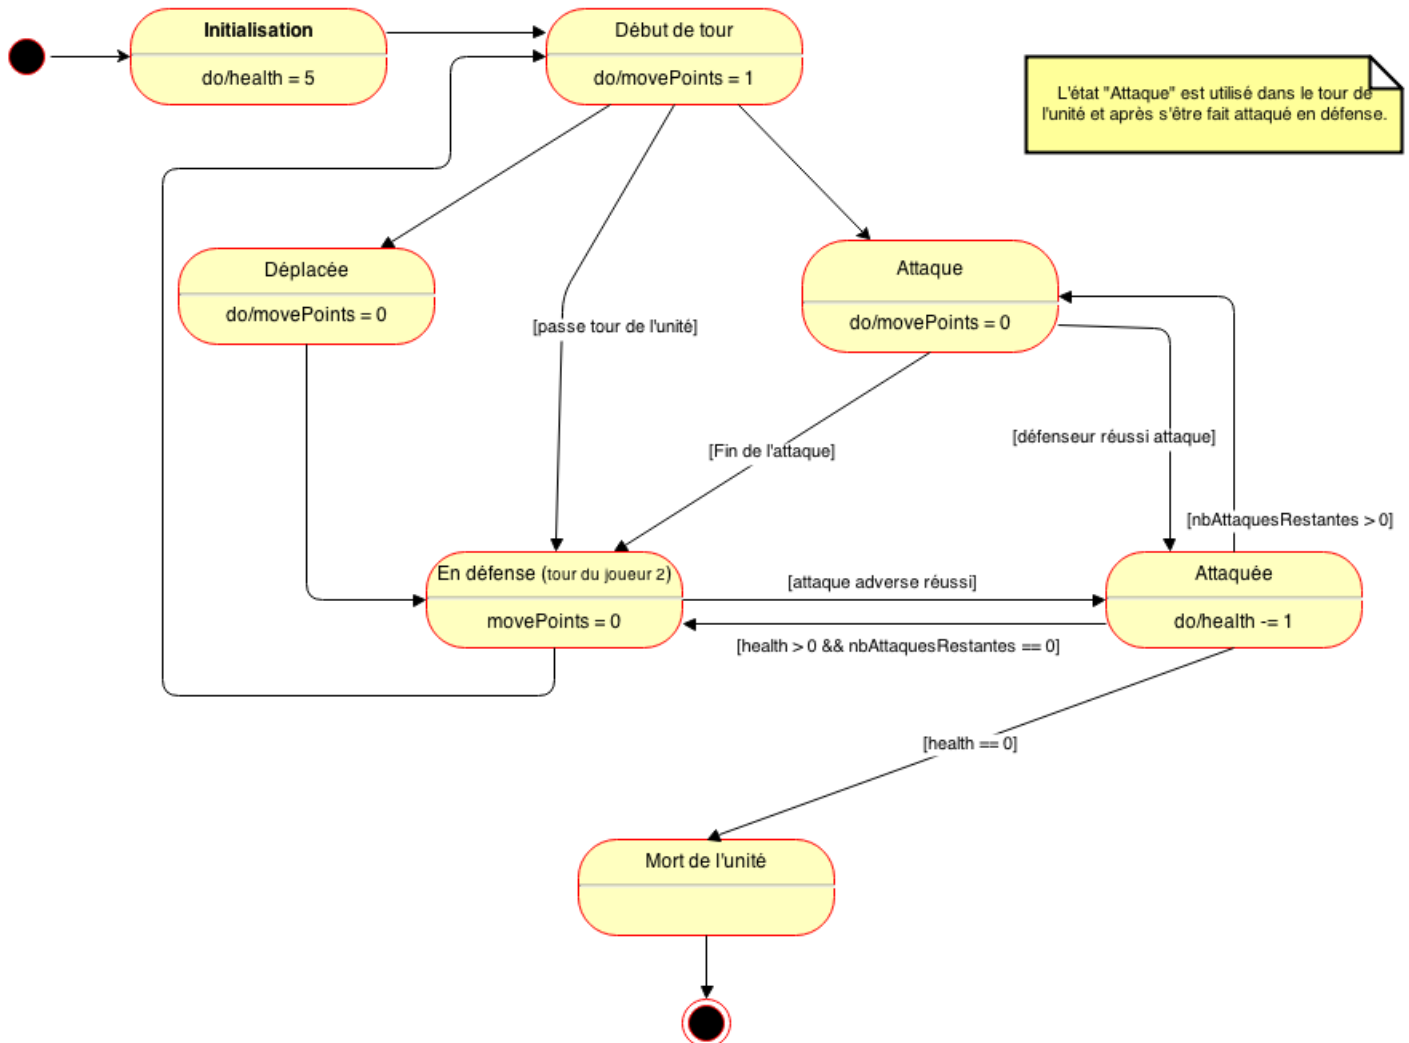 Initialisation
do/health = 5
Début de tour
do/movePoints = 1
L'état "Attaque" est utilisé dans le tour de
l'unité et après s'être fait attaqué en défense.
Déplacée
do/movePoints = 0
Attaque
do/movePoints = 0
[passe tour de l'unité]
[Fin de l'attaque]
[défenseur réussi attaque]
[nbAttaquesRestantes > 0]
En défense (tour du joueur 2)
movePoints = 0
[attaque adverse réussi]
[health > 0 && nbAttaquesRestantes == 0]
Attaquée
do/health -= 1
[health == 0]
Mort de l'unité